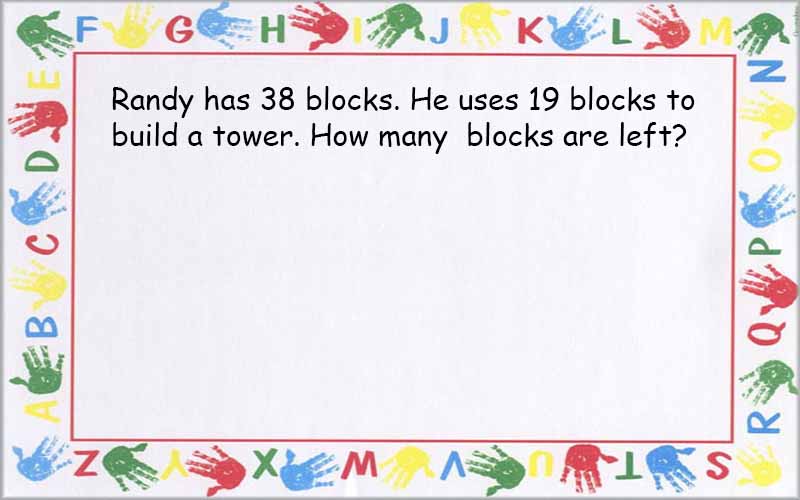 F G H I J K L M
E
D
C
B
A
Randy has 38 blocks. He uses 19 blocks to
build a tower. How many  blocks are left?
N
O
P
Q
R
Z Y X W V U T S